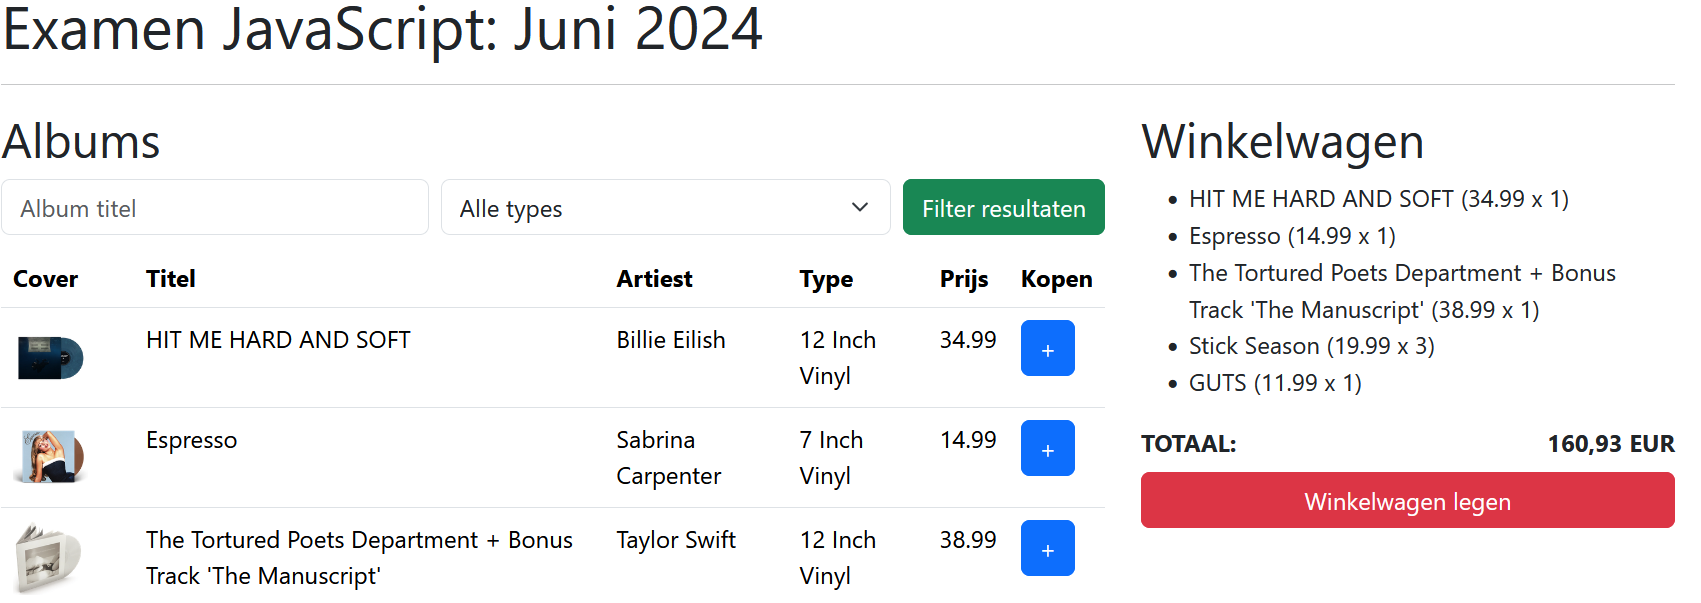 Examen JavaScript: Juni 2024
Albums
Album titel
Alle types
Filter resultaten
Cover Titel Artiest Type Prijs Kopen
HIT ME HARD AND SOFT Billie Eilish 12 Inch 34.99 +
Vinyl
Espresso Sabrina 7 Inch 14.99 +
Carpenter Vinyl
The Tortured Poets Department + Bonus Taylor Swift 12 Inch 38.99 +
Track 'The Manuscript' Vinyl
Winkelwagen
• HIT ME HARD AND SOFT (34.99 x 1)
• Espresso (14.99 x 1)
• The Tortured Poets Department + Bonus
Track 'The Manuscript' (38.99 x 1)
• Stick Season (19.99 x 3)
• GUTS (11.99 x 1)
TOTAAL: 160,93 EUR
Winkelwagen legen